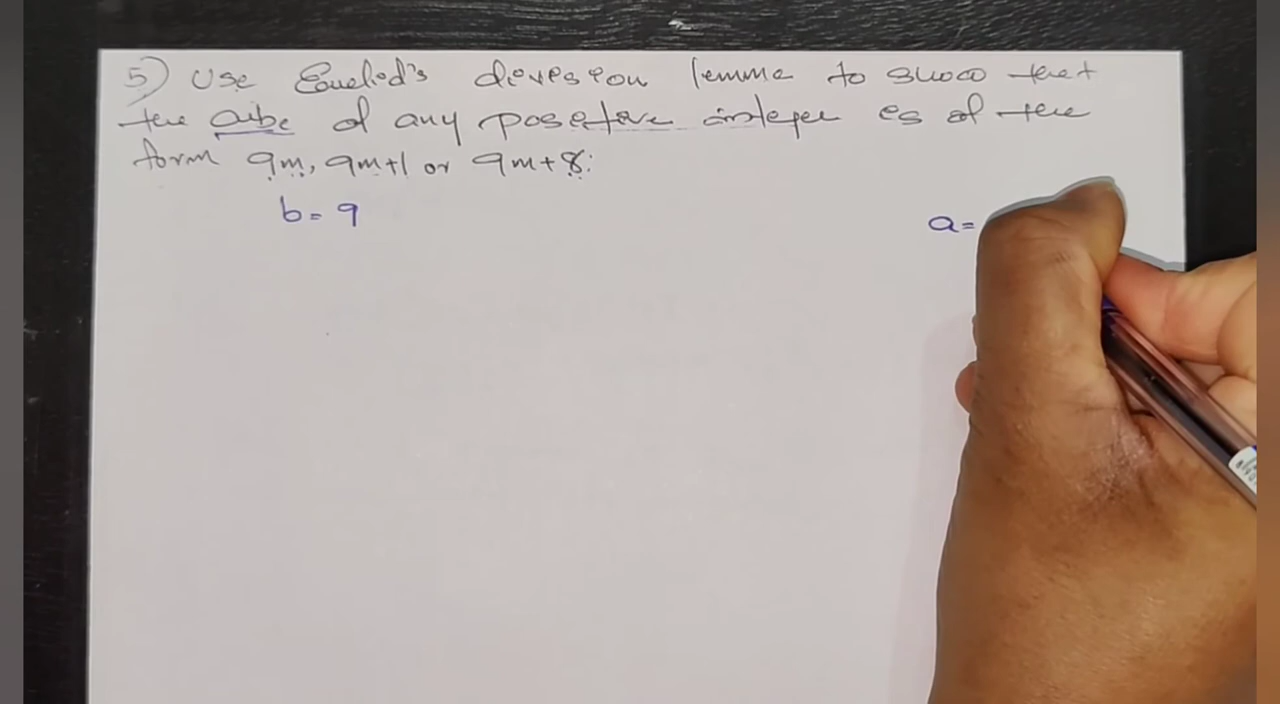 5) Use Euclid's division lemma to show that
the cube of any positive integer is of the
form 9m, 9m+1 or 9m+8:
b = 9
a =